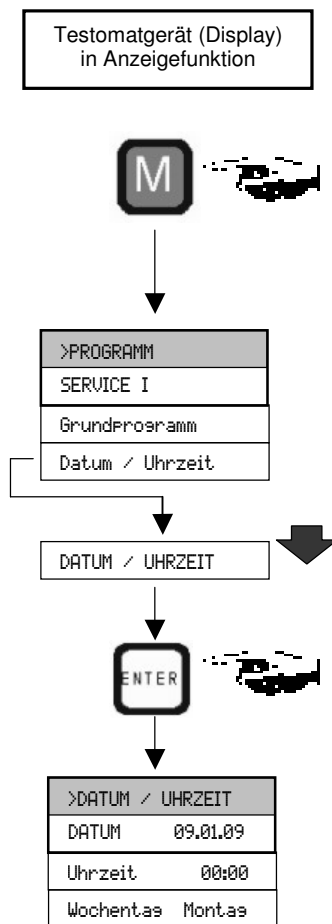 Testomatgerät (Display)
in Anzeigefunktion
M
>PROGRAMM
SERVICE I
Grundprogramm
Datum / Uhrzeit
DATUM / UHRZEIT
ENTER
>DATUM / UHRZEIT
DATUM 09.01.09
Uhrzeit 00:00
Wochentag Montag